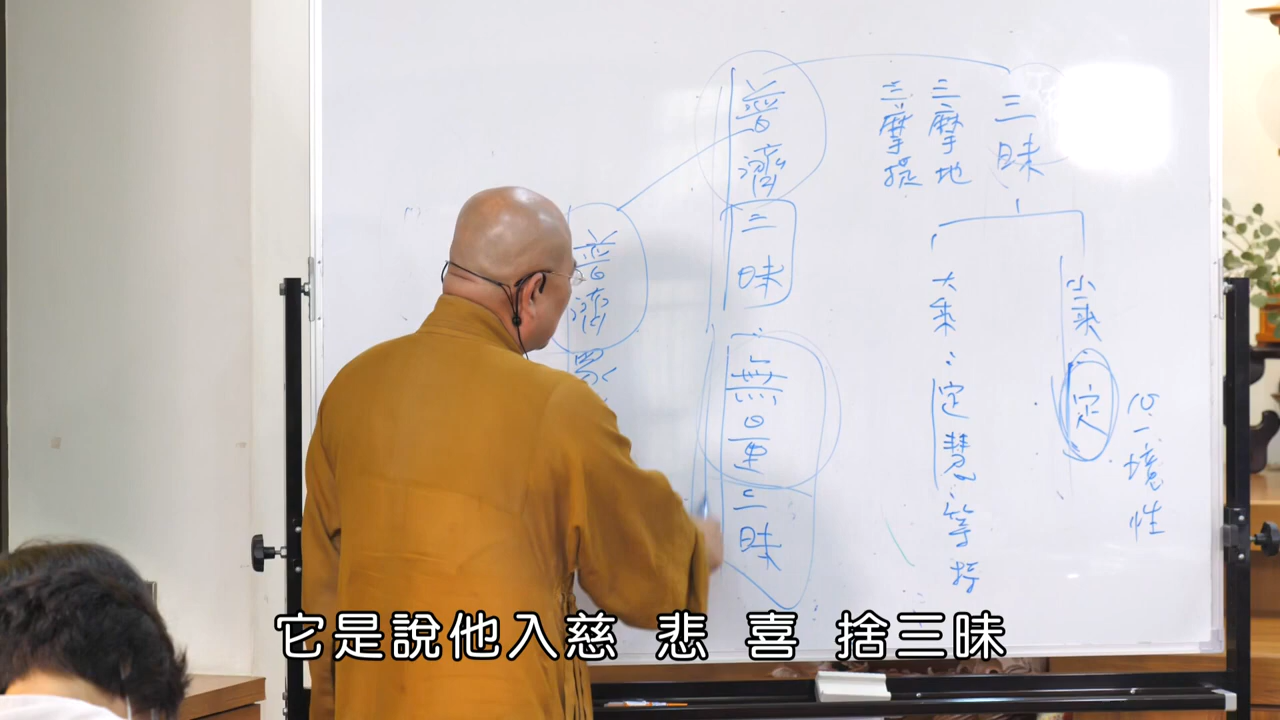 三昧
三摩地
三摩提
小乘
定
心一境性
大乘：定慧等持
普濟三昧
無量三昧
普濟眾
它是說他入慈 悲 喜 捨三昧